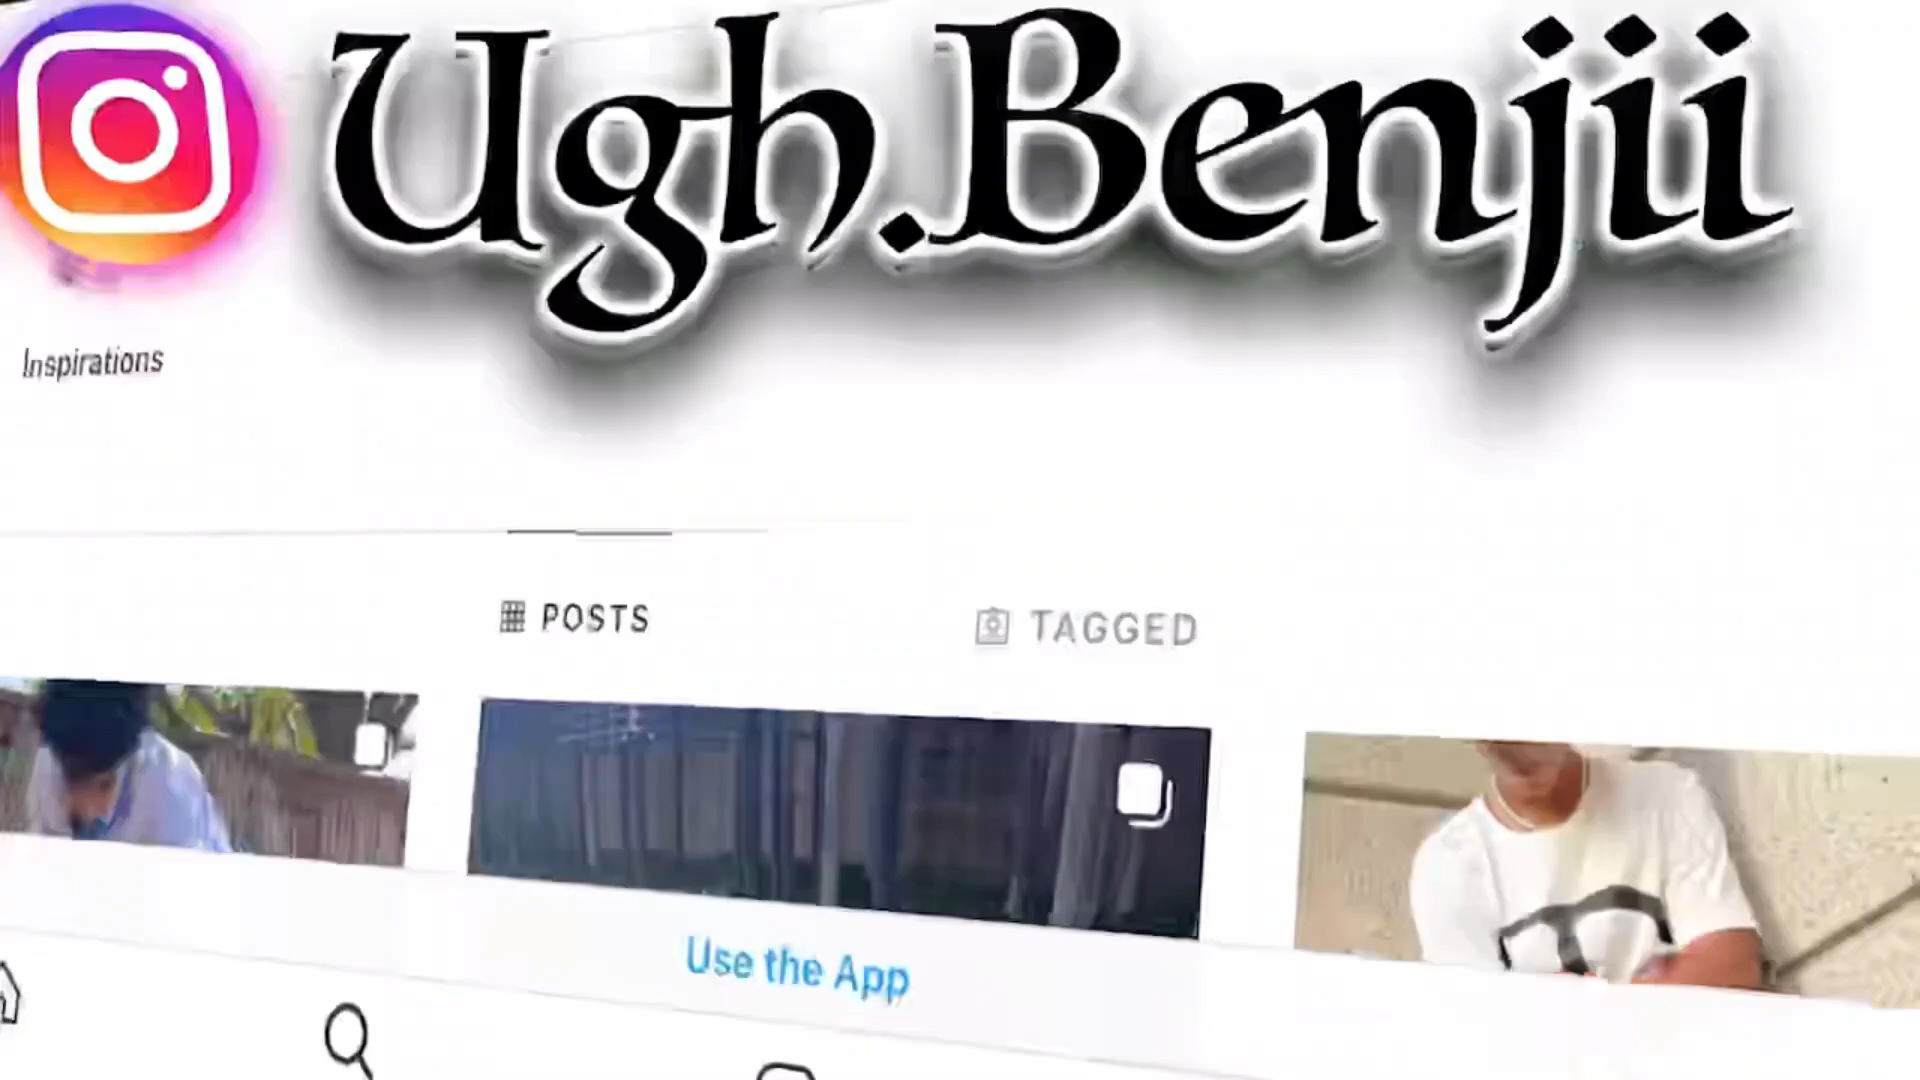 Ugh.Benjii
Inspirations
POSTS
TAGGED
Use the App